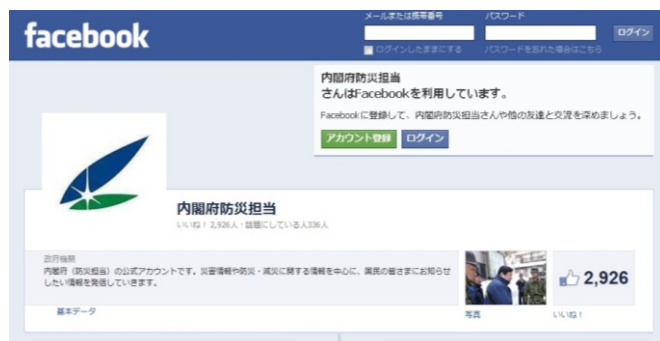 facebook
メールまたは携帯番号
パスワード
ログイン
ログインしたままにする
パスワードを忘れた場合はこちら
内閣府防災担当
さんはFacebookを利用しています。
Facebookに登録して、内閣府防災担当さんや他の友達と交流を深めましょう。
アカウント登録 ログイン
内閣府防災担当
いいね！2,926人・話題にしている人336人
政府機関
内閣府（防災担当）の公式アカウントです。災害情報や防災・減災に関する情報を中心に、国民の皆さまにお知らせ
したい情報を発信していきます。
2,926
基本データ
写真
いいね！